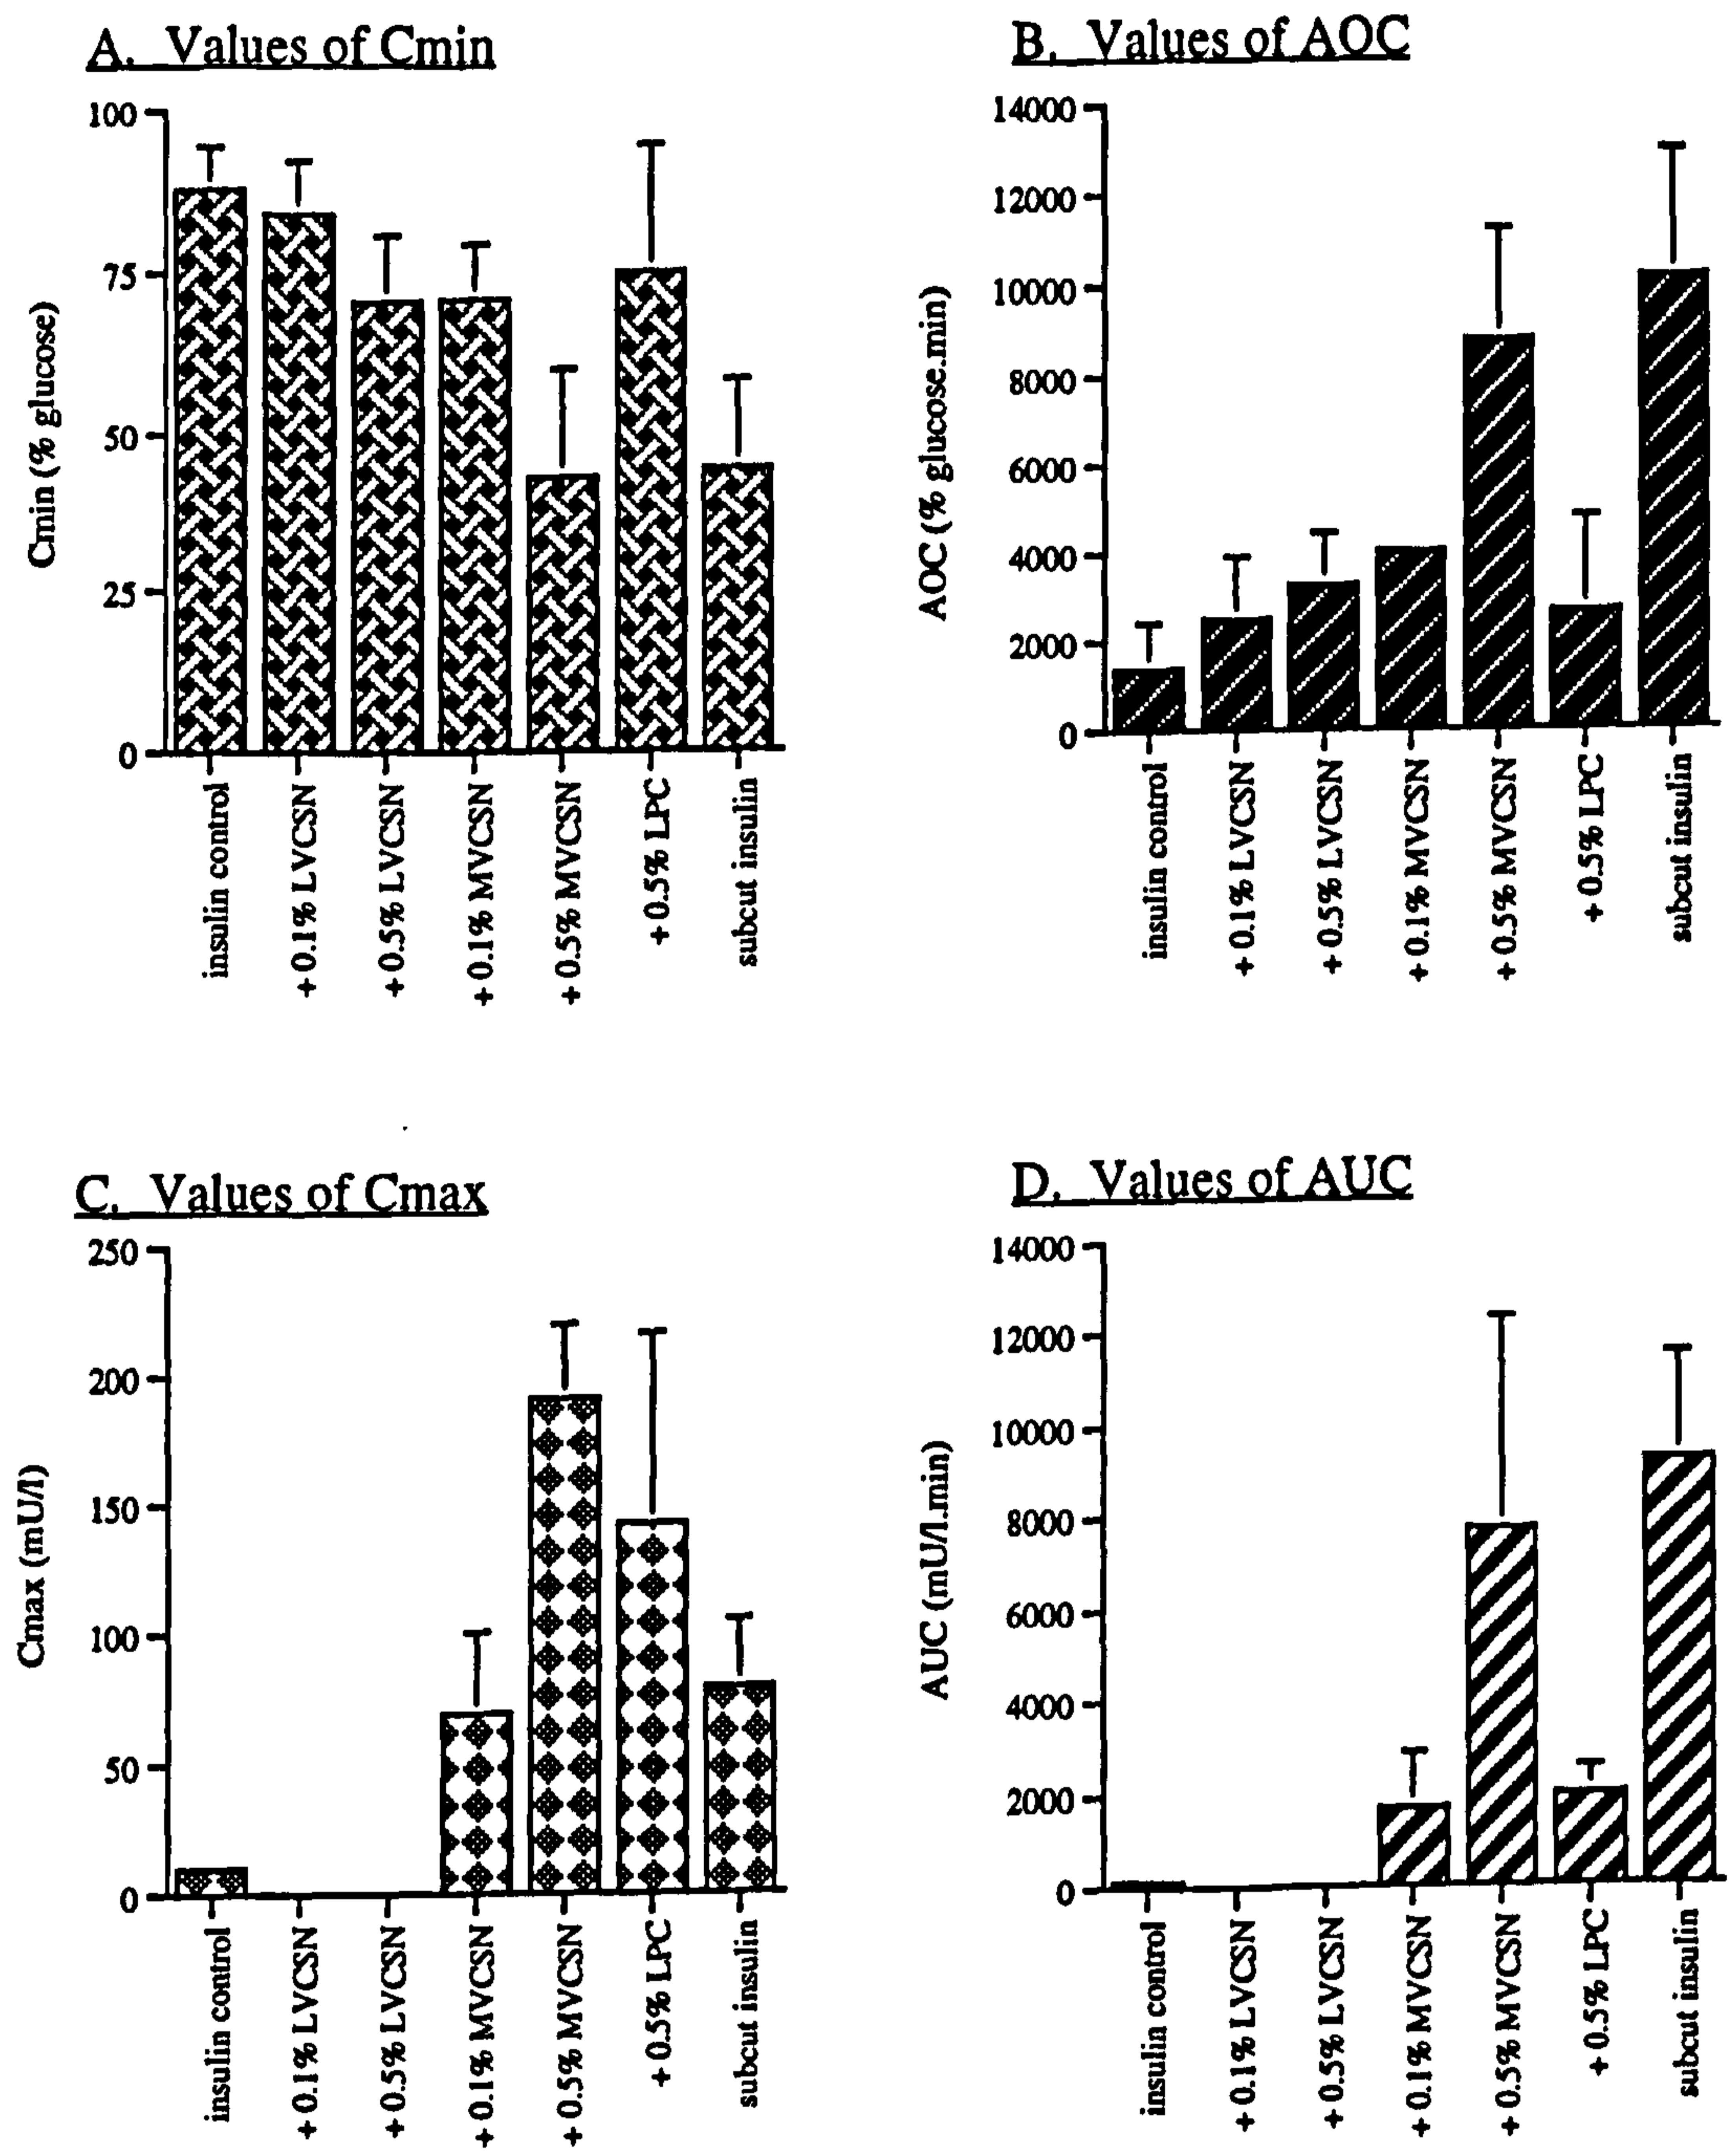 A. Values of Cmin
100
75
50
25
0
Cmin (% glucose)
insulin control
+ 0.1% LVCSN
+ 0.5% LVCSN
+ 0.1% MVCSN
+ 0.5% MVCSN
+ 0.5% LPC
subcut insulin
B. Values of AOC
14000
12000
10000
8000
6000
4000
2000
0
AOC (% glucose.min)
insulin control
+ 0.1% LVCSN
+ 0.5% LVCSN
+ 0.1% MVCSN
+ 0.5% MVCSN
+ 0.5% LPC
subcut insulin
C. Values of Cmax
250
200
150
100
50
0
Cmax (mU/l)
insulin control
+ 0.1% LVCSN
+ 0.5% LVCSN
+ 0.1% MVCSN
+ 0.5% MVCSN
+ 0.5% LPC
subcut insulin
D. Values of AUC
14000
12000
10000
8000
6000
4000
2000
0
AUC (mU/l.min)
insulin control
+ 0.1% LVCSN
+ 0.5% LVCSN
+ 0.1% MVCSN
+ 0.5% MVCSN
+ 0.5% LPC
subcut insulin